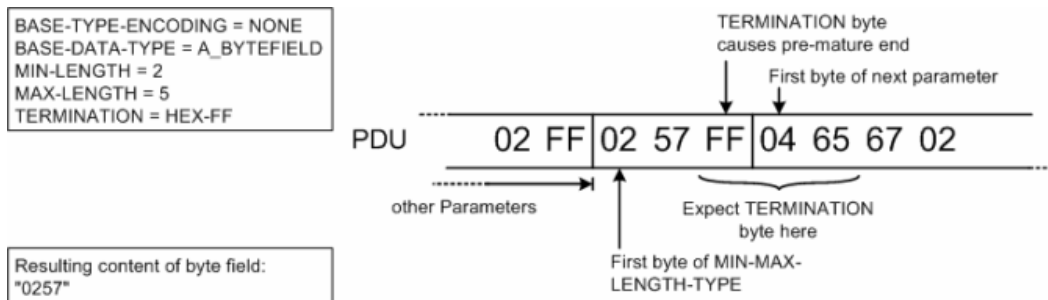 BASE-TYPE-ENCODING = NONE
BASE-DATA-TYPE = A_BYTEFIELD
MIN-LENGTH = 2
MAX-LENGTH = 5
TERMINATION = HEX-FF
TERMINATION byte
causes pre-mature end
First byte of next parameter
PDU
02 FF 02 57 FF 04 65 67 02
other Parameters
Expect TERMINATION
byte here
First byte of MIN-MAX-
LENGTH-TYPE
Resulting content of byte field:
"0257"